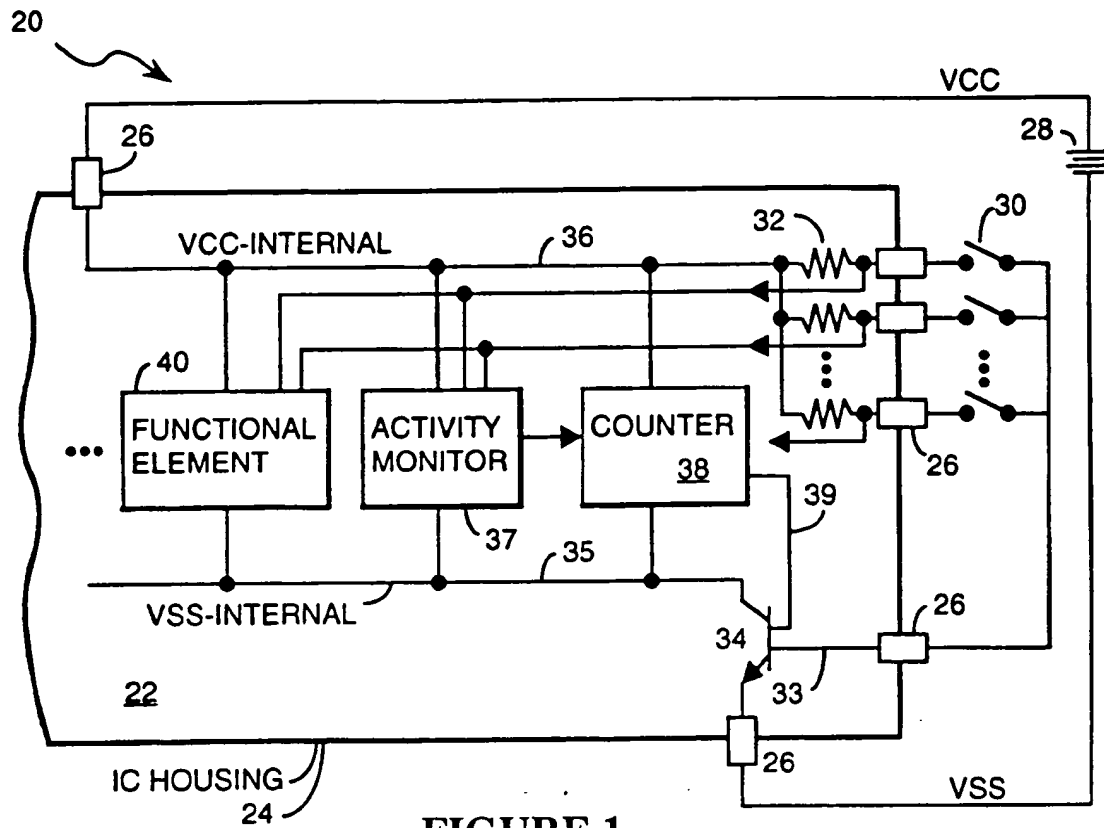 20
VCC
28
26
32
30
VCC-INTERNAL
36
40
FUNCTIONAL
ELEMENT
ACTIVITY
MONITOR
COUNTER
38
26
37
39
35
VSS-INTERNAL
34
26
33
22
26
IC HOUSING
24
VSS